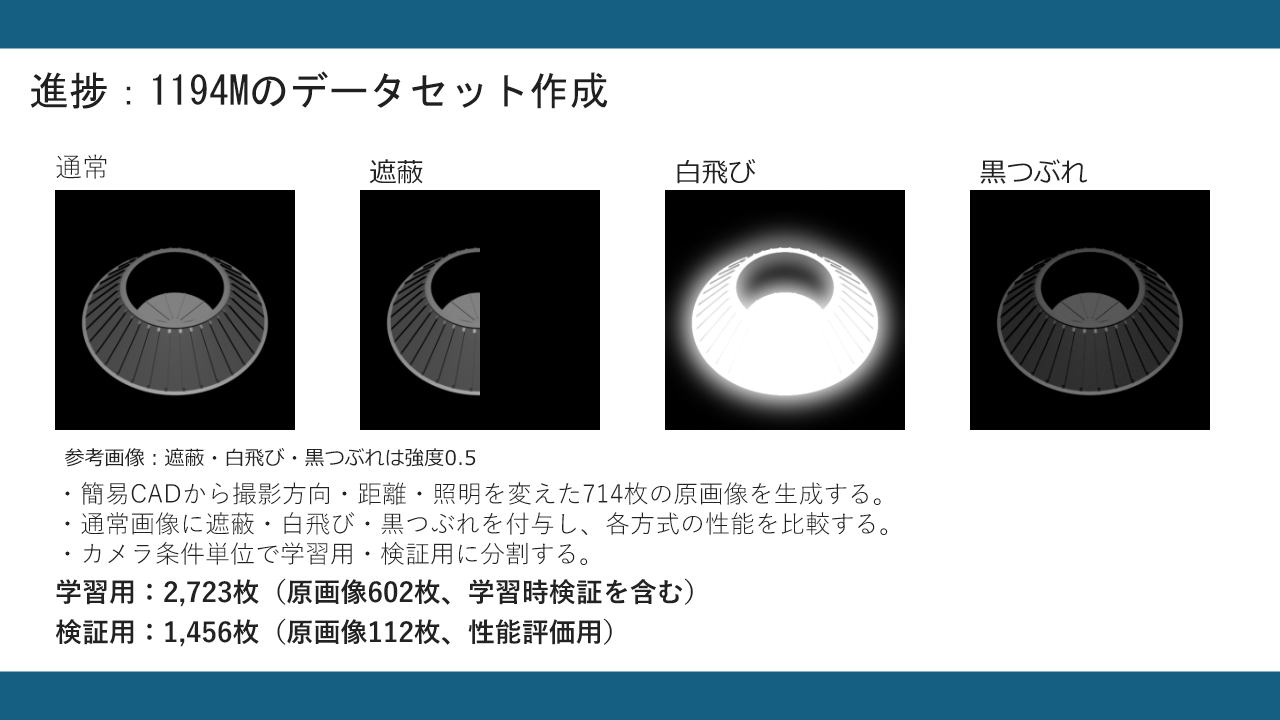 進捗：1194Mのデータセット作成
通常
遮蔽
白飛び
黒つぶれ
参考画像：遮蔽・白飛び・黒つぶれは強度0.5
・簡易CADから撮影方向・距離・照明を変えた714枚の原画像を生成する。
・通常画像に遮蔽・白飛び・黒つぶれを付与し、各方式の性能を比較する。
・カメラ条件単位で学習用・検証用に分割する。
学習用：2,723枚（原画像602枚、学習時検証を含む）
検証用：1,456枚（原画像112枚、性能評価用）